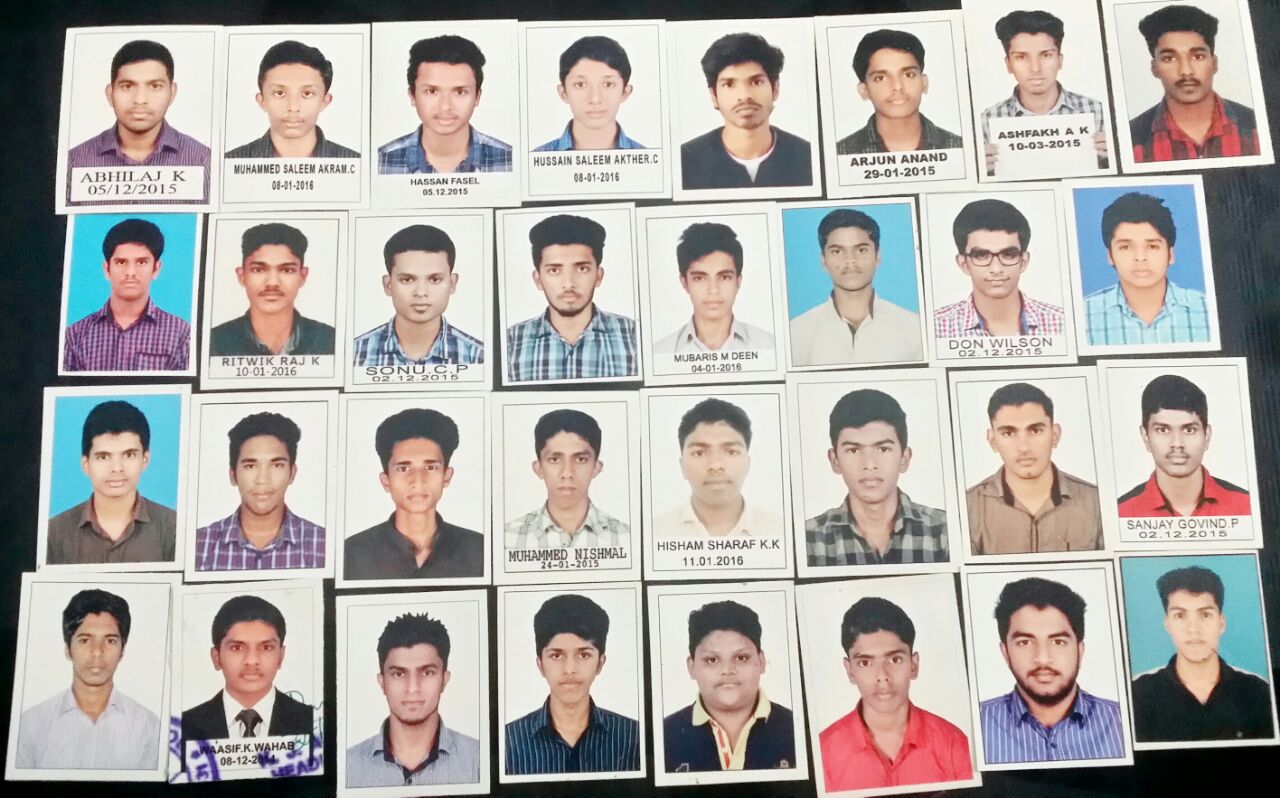 ABHILAJ K
05/12/2015
MUHAMMED SALEEM AKRAM.C
08-01-2016
HASSAN FASEL
05.12.2015
HUSSAIN SALEEM AKTHER.C
08-01-2016
ARJUN ANAND
29-01-2015
ASHFAKH A K
10-03-2015
RITWIK RAJ K
10-01-2016
SONU.C.P
02.12.2015
MUBARIS M DEEN
04-01-2016
DON WILSON
02.12.2015
MUHAMMED NISHMAL
24-01-2015
HISHAM SHARAF K.K
11.01.2016
SANJAY GOVIND.P
02.12.2015
WAASIF.K.WAHAB
08-12-2014
HEAD
1